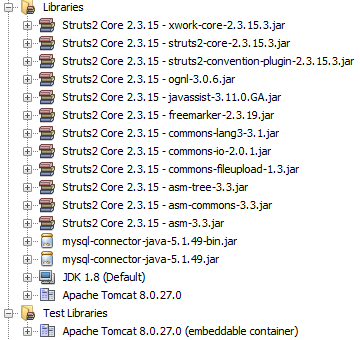 Libraries
Struts2 Core 2.3.15 - xwork-core-2.3.15.3.jar
Struts2 Core 2.3.15 - struts2-core-2.3.15.3.jar
Struts2 Core 2.3.15 - struts2-convention-plugin-2.3.15.3.jar
Struts2 Core 2.3.15 - ognl-3.0.6.jar
Struts2 Core 2.3.15 - javassist-3.11.0.GA.jar
Struts2 Core 2.3.15 - freemarker-2.3.19.jar
Struts2 Core 2.3.15 - commons-lang3-3.1.jar
Struts2 Core 2.3.15 - commons-io-2.0.1.jar
Struts2 Core 2.3.15 - commons-fileupload-1.3.jar
Struts2 Core 2.3.15 - asm-tree-3.3.jar
Struts2 Core 2.3.15 - asm-commons-3.3.jar
Struts2 Core 2.3.15 - asm-3.3.jar
mysql-connector-java-5.1.49-bin.jar
mysql-connector-java-5.1.49.jar
JDK 1.8 (Default)
Apache Tomcat 8.0.27.0
Test Libraries
Apache Tomcat 8.0.27.0 (embeddable container)